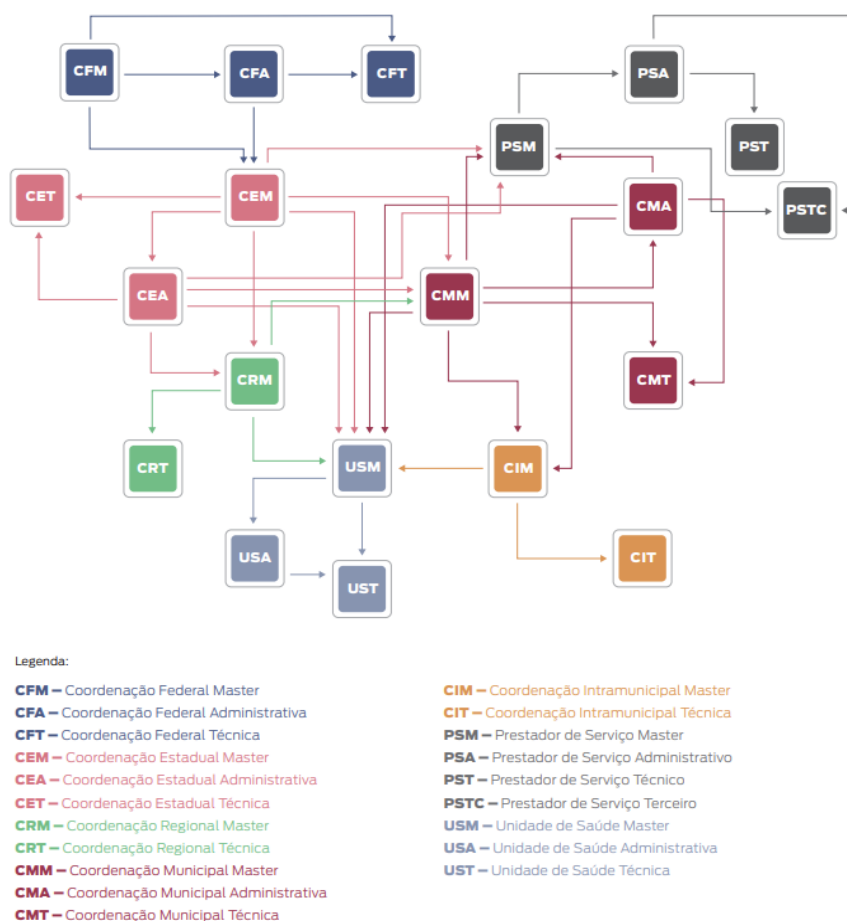 CFM
CFA
CFT
PSA
PSM
PST
CET
CEM
CMA
PSTC
CEA
CMM
CRM
CMT
CRT
USM
CIM
USA
UST
CIT
Legenda:
CFM – Coordenação Federal Master
CFA – Coordenação Federal Administrativa
CFT – Coordenação Federal Técnica
CEM – Coordenação Estadual Master
CEA – Coordenação Estadual Administrativa
CET – Coordenação Estadual Técnica
CRM – Coordenação Regional Master
CRT – Coordenação Regional Técnica
CMM – Coordenação Municipal Master
CMA – Coordenação Municipal Administrativa
CMT – Coordenação Municipal Técnica
CIM – Coordenação Intramunicipal Master
CIT – Coordenação Intramunicipal Técnica
PSM – Prestador de Serviço Master
PSA – Prestador de Serviço Administrativo
PST – Prestador de Serviço Técnico
PSTC – Prestador de Serviço Terceiro
USM – Unidade de Saúde Master
USA – Unidade de Saúde Administrativa
UST – Unidade de Saúde Técnica